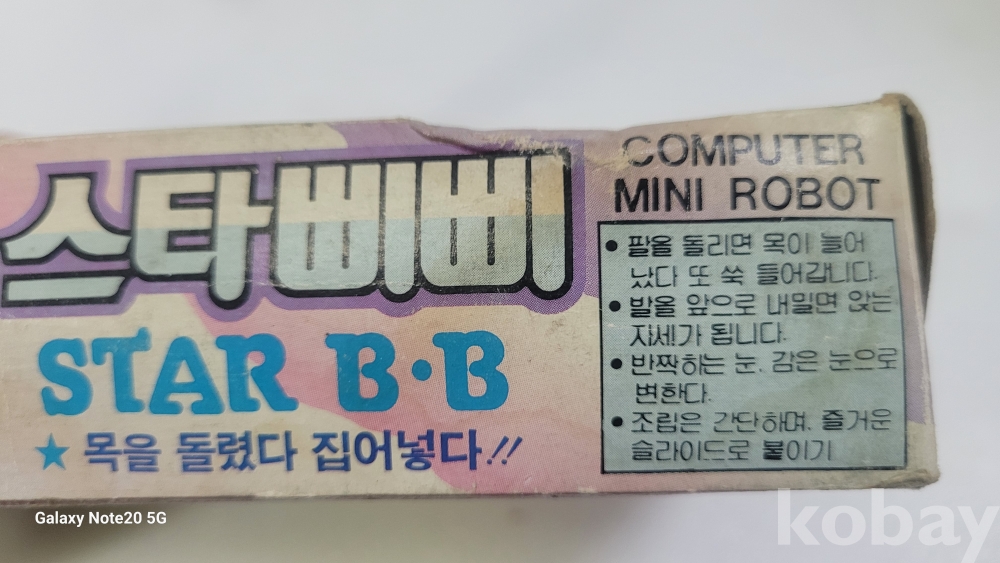 스타삐삐
STAR B·B
★ 목을 돌렸다 집어넣다!!
COMPUTER
MINI ROBOT
• 팔을 돌리면 목이 늘어
났다 또 쑥 들어갑니다.
• 발을 앞으로 내밀면 앉는
자세가 됩니다.
• 반짝하는 눈. 감은 눈으로
변한다.
• 조립은 간단하며. 즐거운
슬라이드로 붙이기
Galaxy Note20 5G
kobay